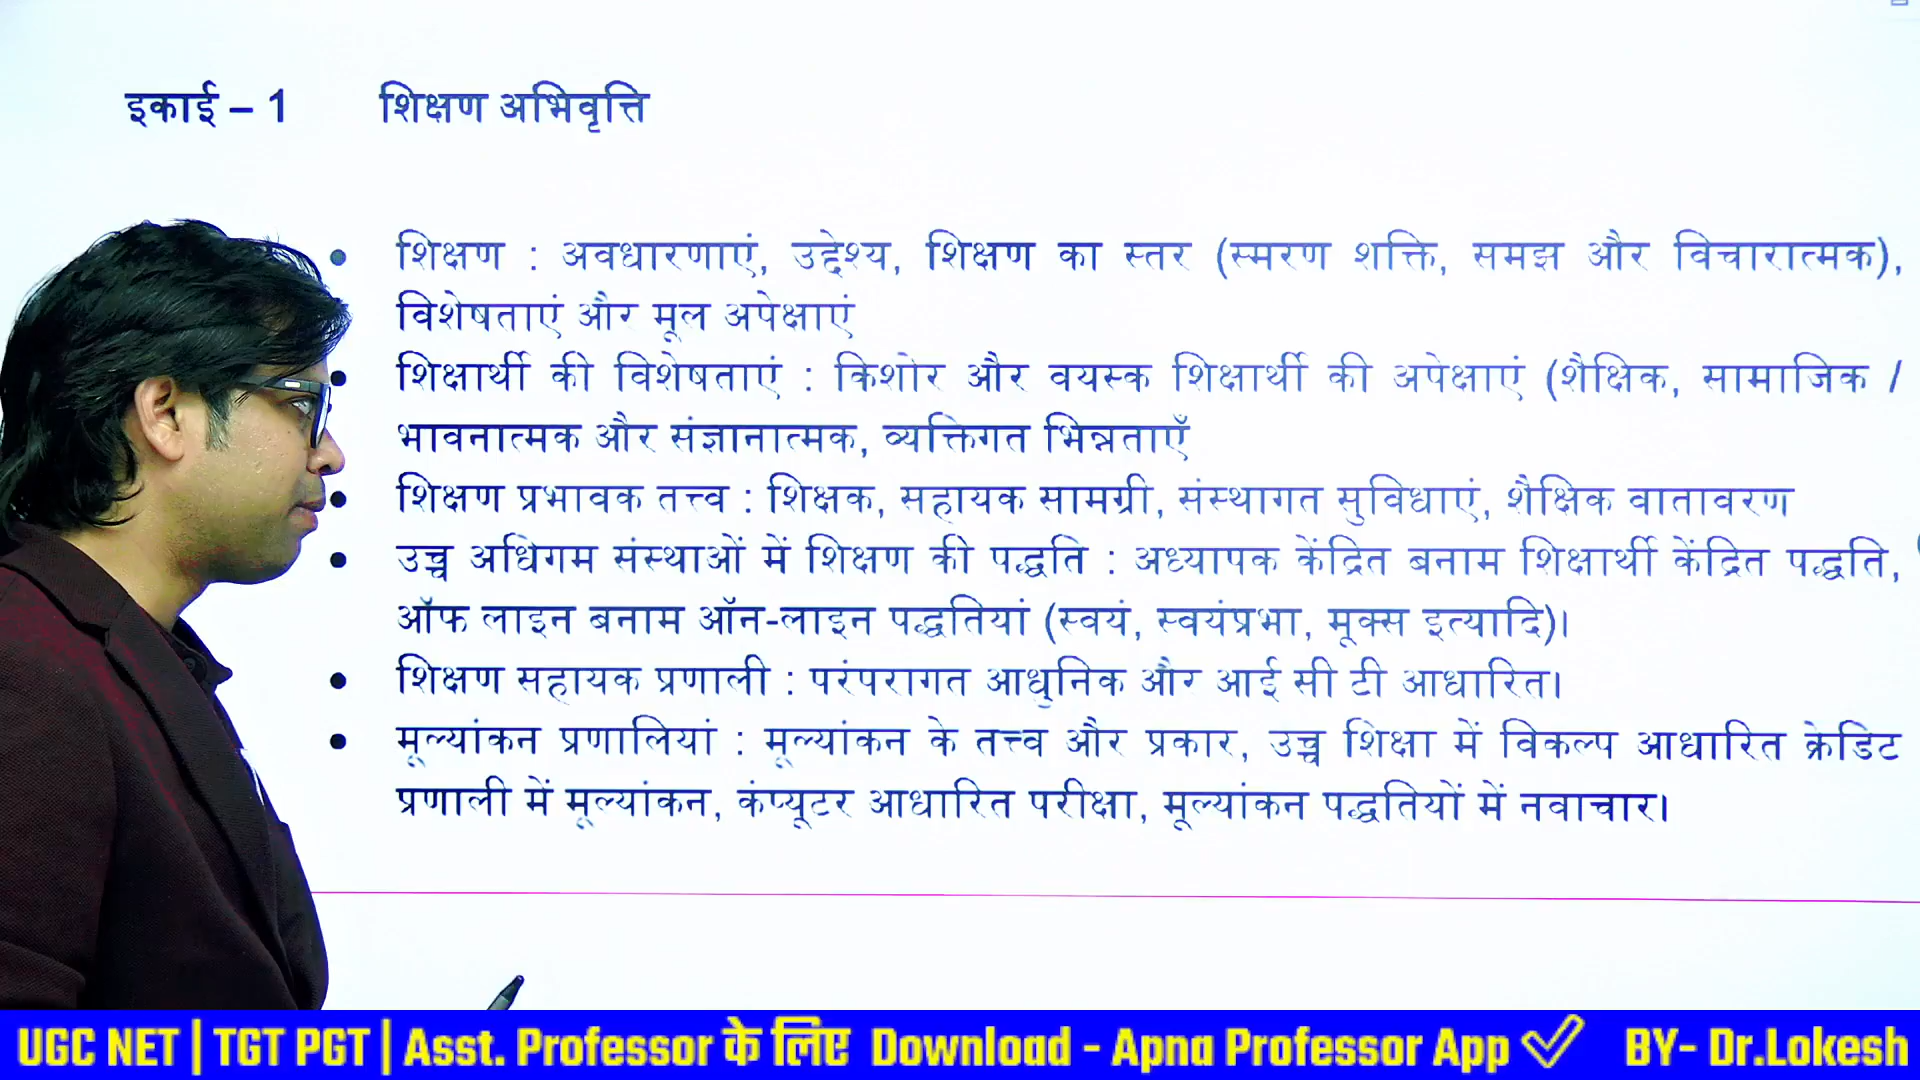 इकाई – 1 शिक्षण अभिवृत्ति
• शिक्षण : अवधारणाएं, उद्देश्य, शिक्षण का स्तर (स्मरण शक्ति, समझ और विचारात्मक),
विशेषताएं और मूल अपेक्षाएं
• शिक्षार्थी की विशेषताएं : किशोर और वयस्क शिक्षार्थी की अपेक्षाएं (शैक्षिक, सामाजिक /
भावनात्मक और संज्ञानात्मक, व्यक्तिगत भिन्नताएँ
• शिक्षण प्रभावक तत्त्व : शिक्षक, सहायक सामग्री, संस्थागत सुविधाएं, शैक्षिक वातावरण
• उच्च अधिगम संस्थाओं में शिक्षण की पद्धति : अध्यापक केंद्रित बनाम शिक्षार्थी केंद्रित पद्धति,
ऑफ लाइन बनाम ऑन-लाइन पद्धतियां (स्वयं, स्वयंप्रभा, मूक्स इत्यादि)।
• शिक्षण सहायक प्रणाली : परंपरागत आधुनिक और आई सी टी आधारित।
• मूल्यांकन प्रणालियां : मूल्यांकन के तत्त्व और प्रकार, उच्च शिक्षा में विकल्प आधारित क्रेडिट
प्रणाली में मूल्यांकन, कंप्यूटर आधारित परीक्षा, मूल्यांकन पद्धतियों में नवाचार।
UGC NET | TGT PGT | Asst. Professor के लिए Download - Apna Professor App ✓ BY- Dr.Lokesh